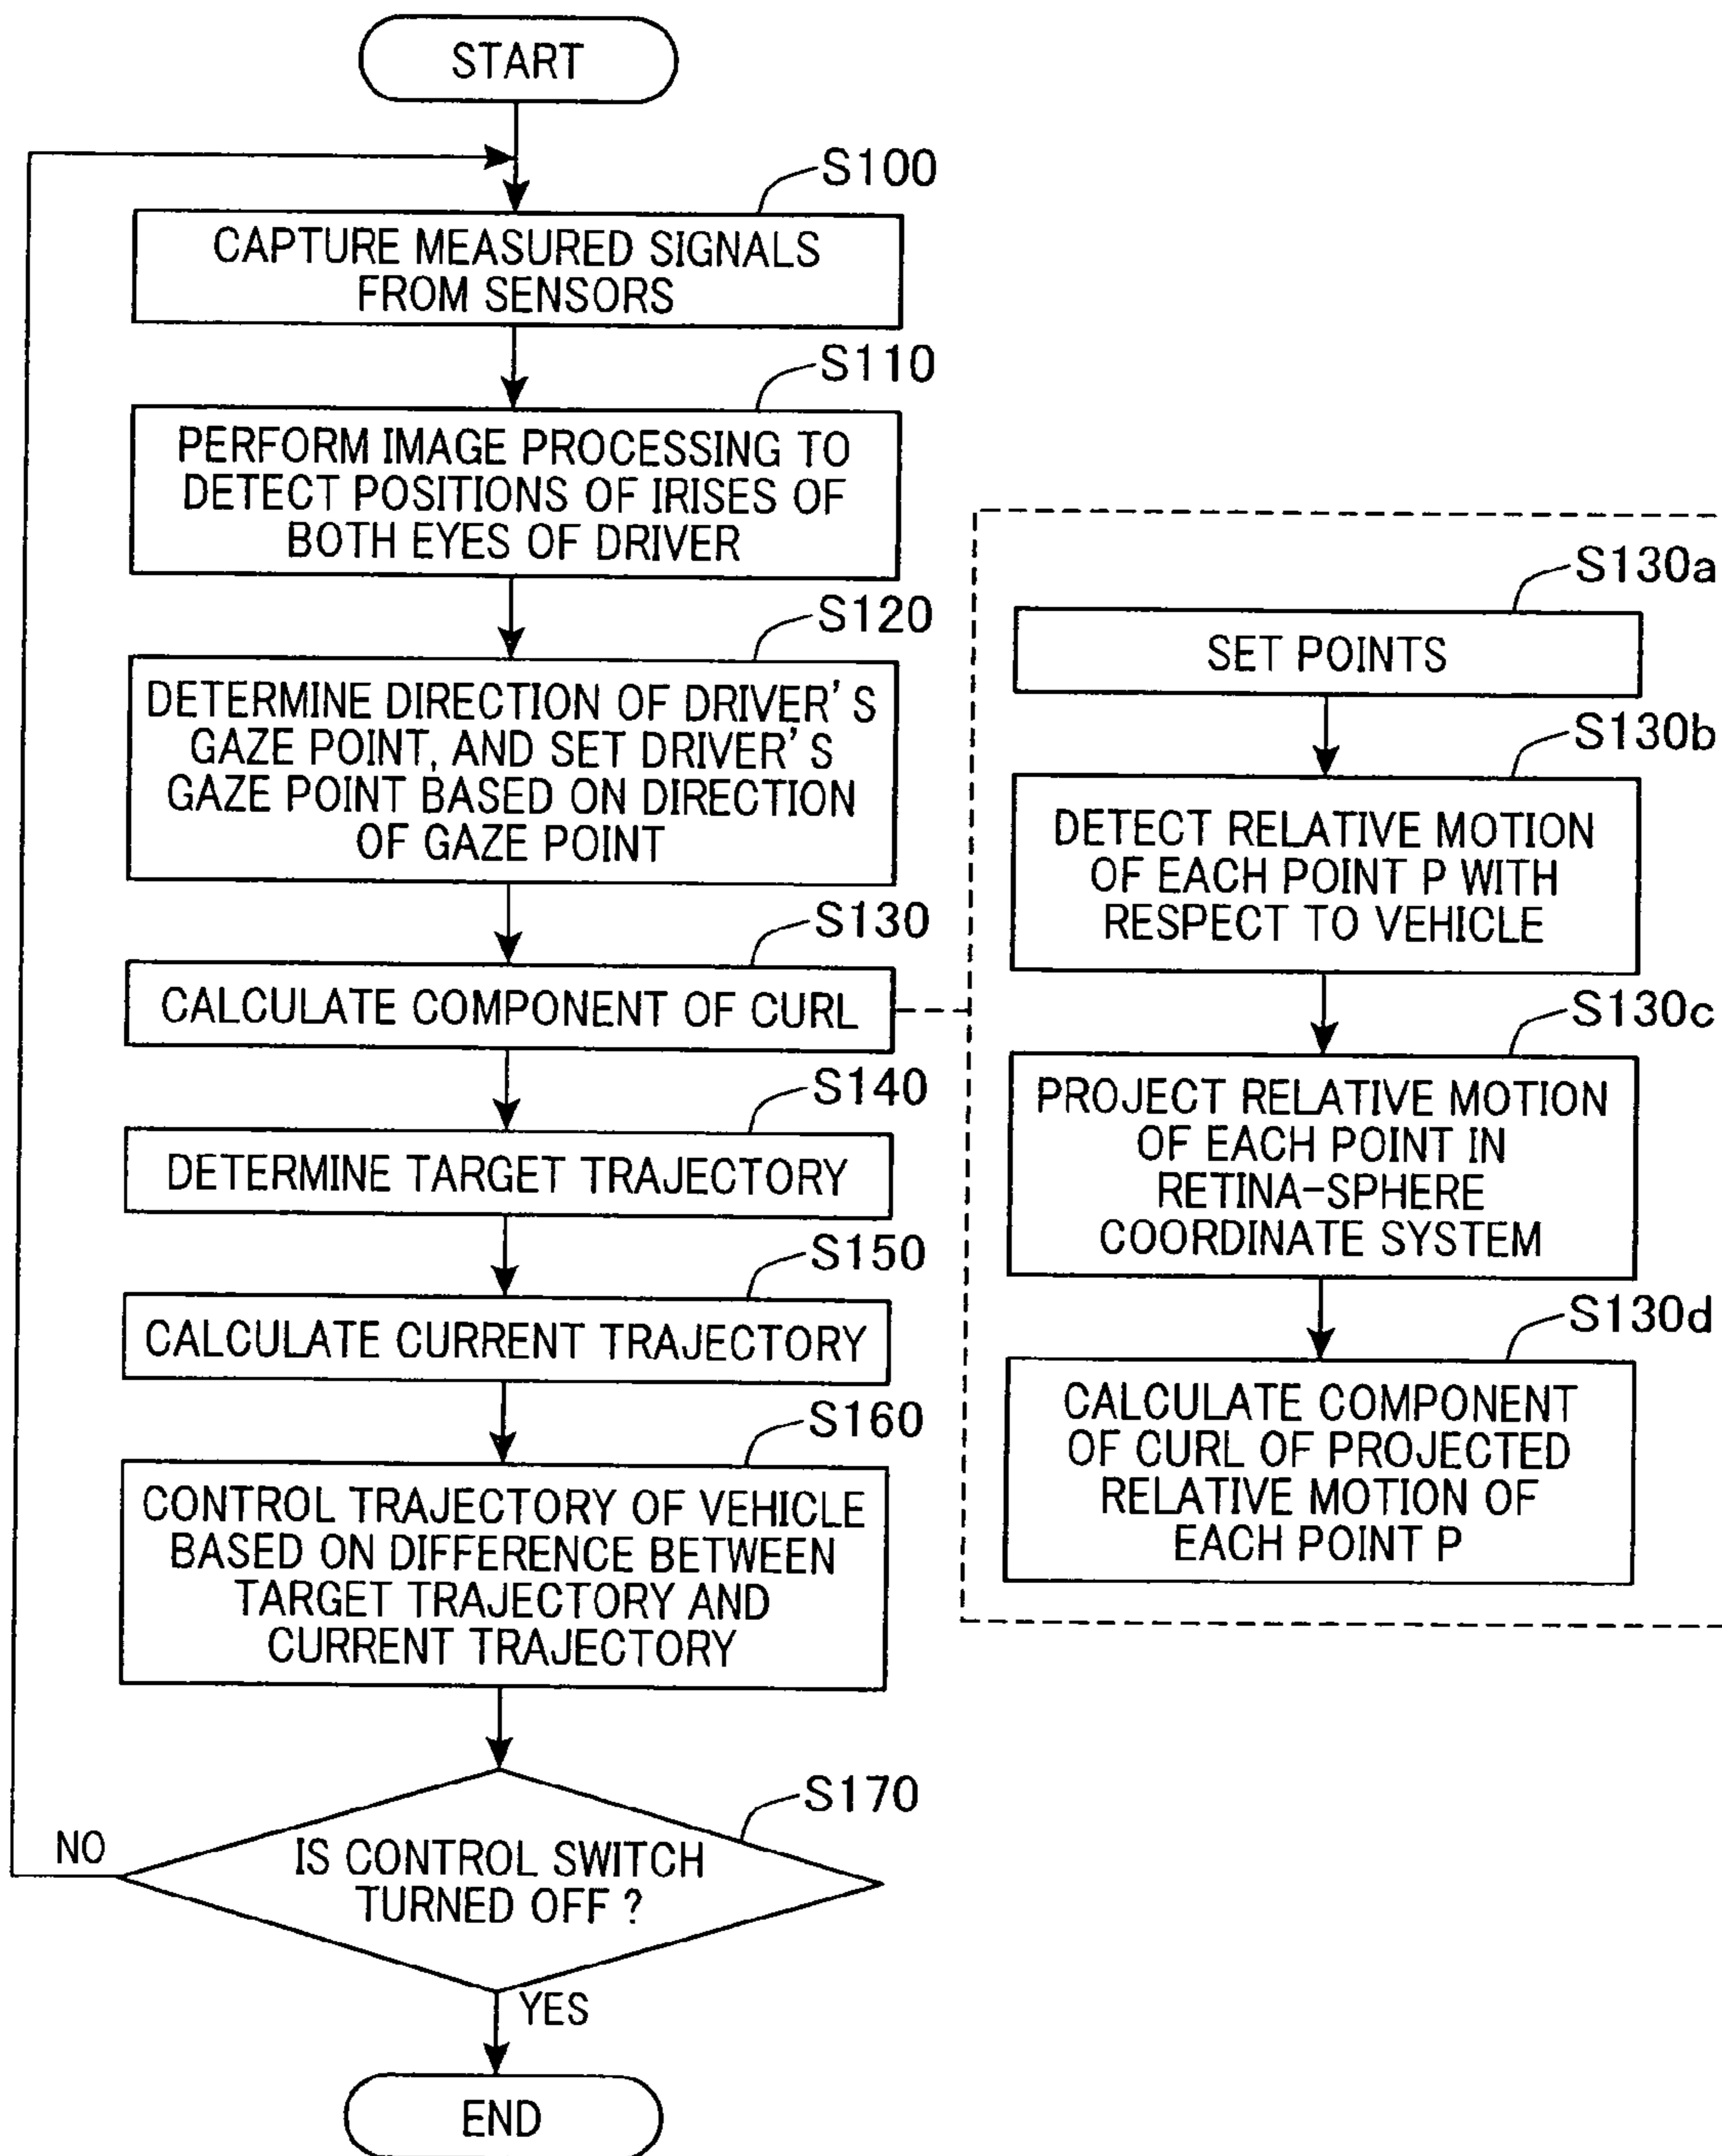 START
S100
CAPTURE MEASURED SIGNALS
FROM SENSORS
S110
PERFORM IMAGE PROCESSING TO
DETECT POSITIONS OF IRISES OF
BOTH EYES OF DRIVER
S120
DETERMINE DIRECTION OF DRIVER'S
GAZE POINT, AND SET DRIVER'S
GAZE POINT BASED ON DIRECTION
OF GAZE POINT
S130
CALCULATE COMPONENT OF CURL
S140
DETERMINE TARGET TRAJECTORY
S150
CALCULATE CURRENT TRAJECTORY
S160
CONTROL TRAJECTORY OF VEHICLE
BASED ON DIFFERENCE BETWEEN
TARGET TRAJECTORY AND
CURRENT TRAJECTORY
S170
IS CONTROL SWITCH
TURNED OFF ?
NO
YES
END
S130a
SET POINTS
S130b
DETECT RELATIVE MOTION
OF EACH POINT P WITH
RESPECT TO VEHICLE
S130c
PROJECT RELATIVE MOTION
OF EACH POINT IN
RETINA-SPHERE
COORDINATE SYSTEM
S130d
CALCULATE COMPONENT
OF CURL OF PROJECTED
RELATIVE MOTION OF
EACH POINT P